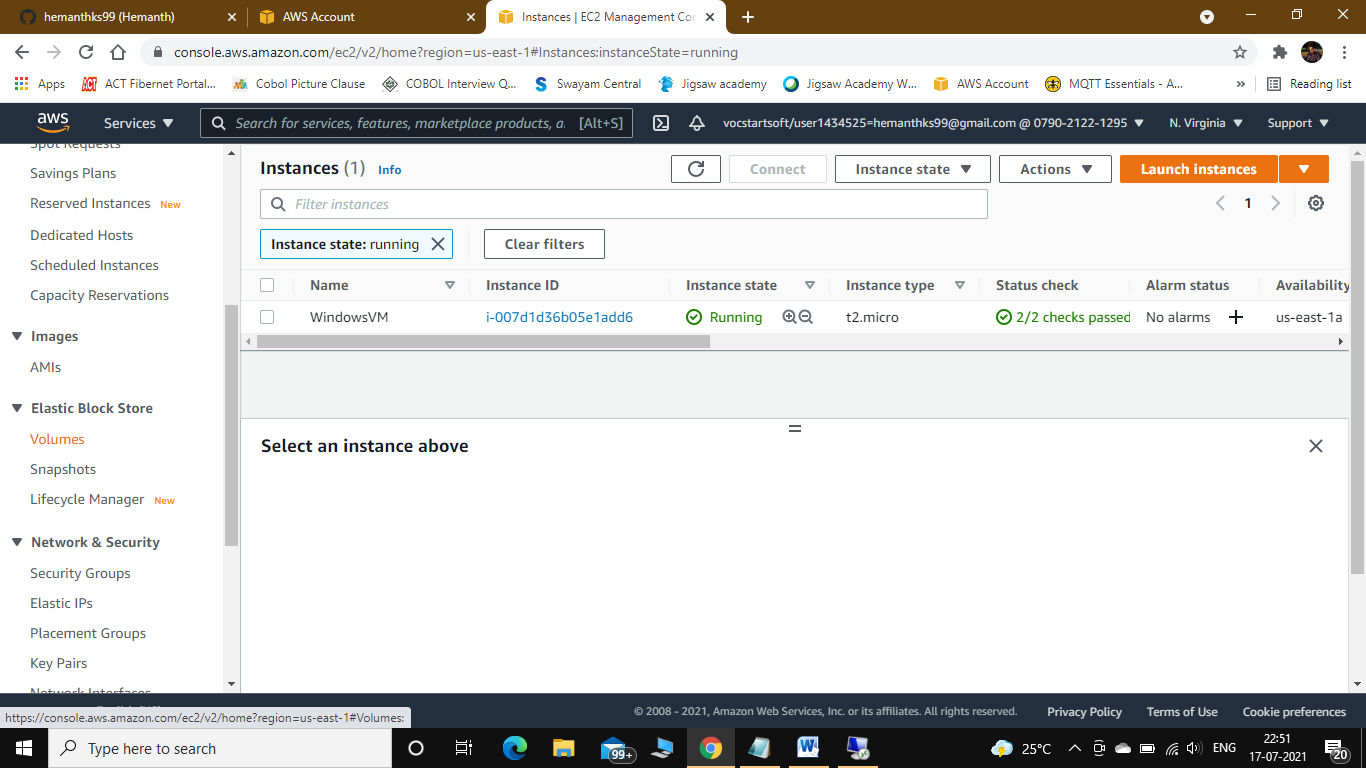 hemanthks99 (Hemanth)
AWS Account
Instances | EC2 Management Con
console.aws.amazon.com/ec2/v2/home?region=us-east-1#Instances:instanceState=running
Apps
ACT Fibernet Portal...
Cobol Picture Clause
COBOL Interview Q...
Swayam Central
Jigsaw academy
Jigsaw Academy W...
AWS Account
MQTT Essentials - A...
»
Reading list
aws
Services
Search for services, features, marketplace products, a [Alt+S]
vocstartsoft/user1434525=hemanthks99@gmail.com @ 0790-2122-1295
N. Virginia
Support
Spot Requests
Savings Plans
Reserved Instances New
Dedicated Hosts
Scheduled Instances
Capacity Reservations
Images
AMIs
Elastic Block Store
Volumes
Snapshots
Lifecycle Manager New
Network & Security
Security Groups
Elastic IPs
Placement Groups
Key Pairs
Network Interfaces
Instances (1) Info
Connect
Instance state
Actions
Launch instances
Filter instances
1
Instance state: running
Clear filters
Name Instance ID Instance state Instance type Status check Alarm status Availability
WindowsVM i-007d1d36b05e1add6 Running t2.micro 2/2 checks passed No alarms us-east-1a
Select an instance above
https://console.aws.amazon.com/ec2/v2/home?region=us-east-1#Volumes:
© 2008 - 2021, Amazon Web Services, Inc. or its affiliates. All rights reserved.
Privacy Policy
Terms of Use
Cookie preferences
Type here to search
99+
25°C
ENG
22:51
17-07-2021
20